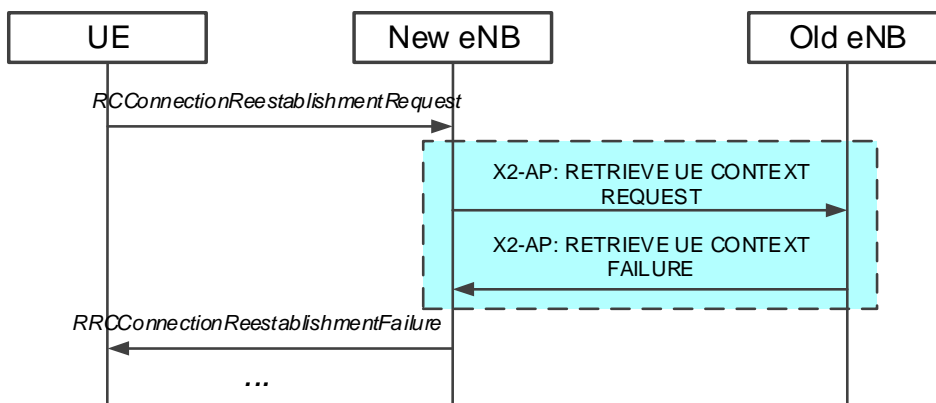 UE
New eNB
Old eNB
RCConnectionReestablishmentRequest
X2-AP: RETRIEVE UE CONTEXT
REQUEST
X2-AP: RETRIEVE UE CONTEXT
FAILURE
RRCConnectionReestablishmentFailure
...